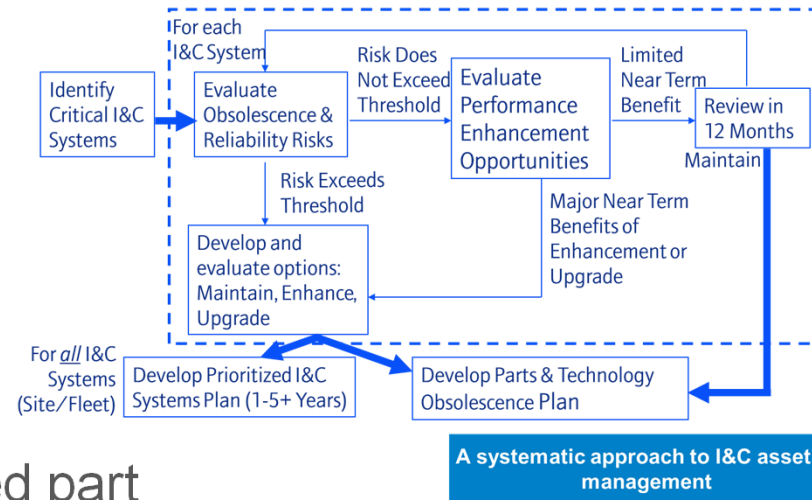 For each
I&C System
Identify
Critical I&C
Systems
Evaluate
Obsolescence &
Reliability Risks
Risk Does
Not Exceed
Threshold
Evaluate
Performance
Enhancement
Opportunities
Limited
Near Term
Benefit
Review in
12 Months
Maintain
Risk Exceeds
Threshold
Major Near Term
Benefits of
Enhancement or
Upgrade
Develop and
evaluate options:
Maintain, Enhance,
Upgrade
For all I&C
Systems
(Site/Fleet)
Develop Prioritized I&C
Systems Plan (1-5+ Years)
Develop Parts & Technology
Obsolescence Plan
A systematic approach to I&C asset
management
ed part